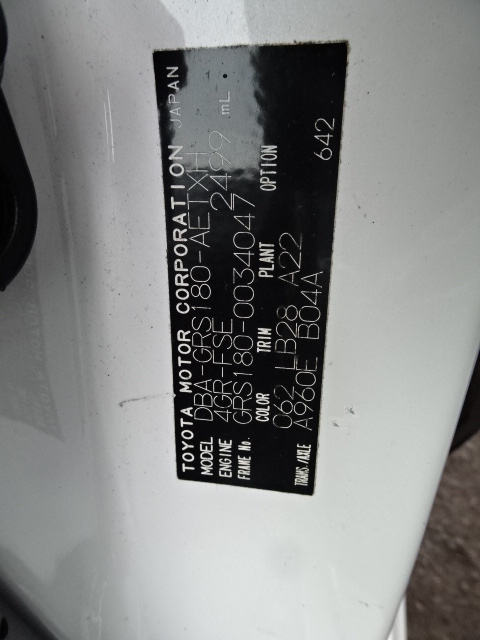 TOYOTA MOTOR CORPORATION JAPAN
MODEL DBA-GRS180-AETXH
ENGINE 4GR-FSE 2499 mL
FRAME No. GRS180-0034047
COLOR TRIM PLANT OPTION
062 LB28 A22
TRANS./AXLE A960E B04A 642